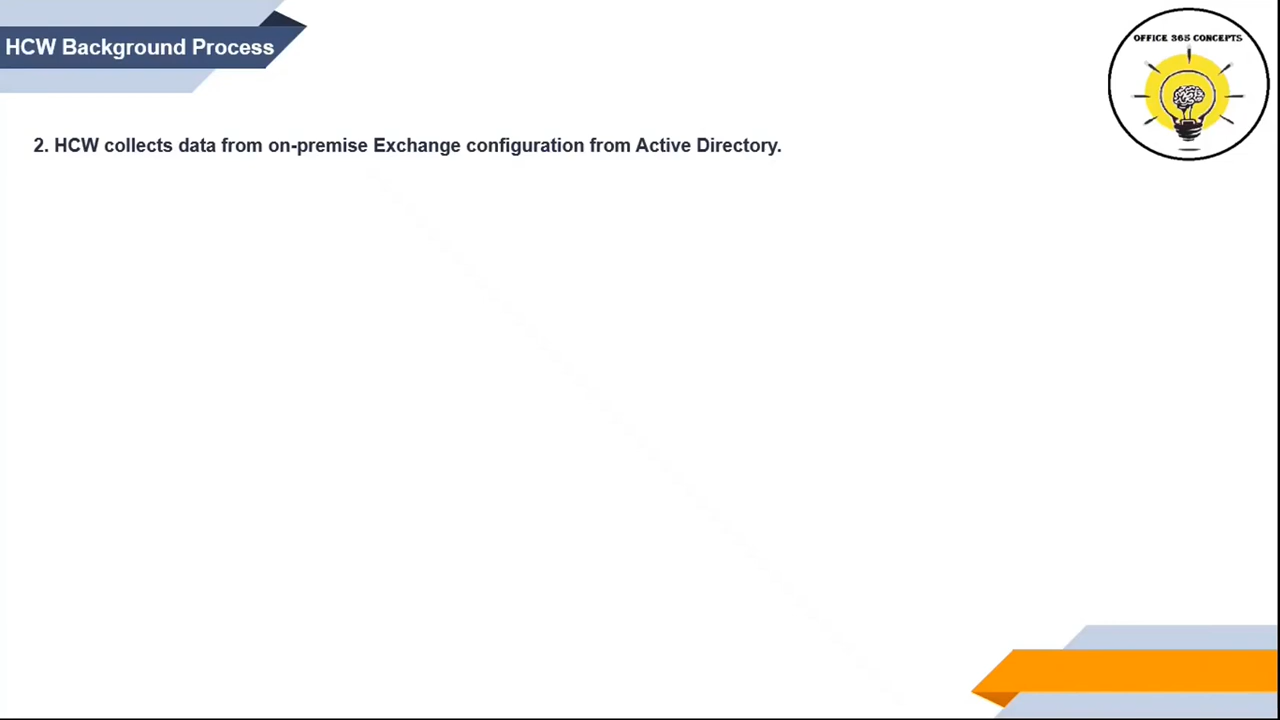 HCW Background Process
OFFICE 365 CONCEPTS
2. HCW collects data from on-premise Exchange configuration from Active Directory.